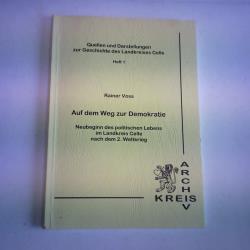 Quellen und Darstellungen
zur Geschichte des Landkreises Celle
Heft 1
Rainer Voss
Auf dem Weg zur Demokratie
Neubeginn des politischen Lebens
im Landkreis Celle
nach dem 2. Weltkrieg
KREIS
ARCHIV